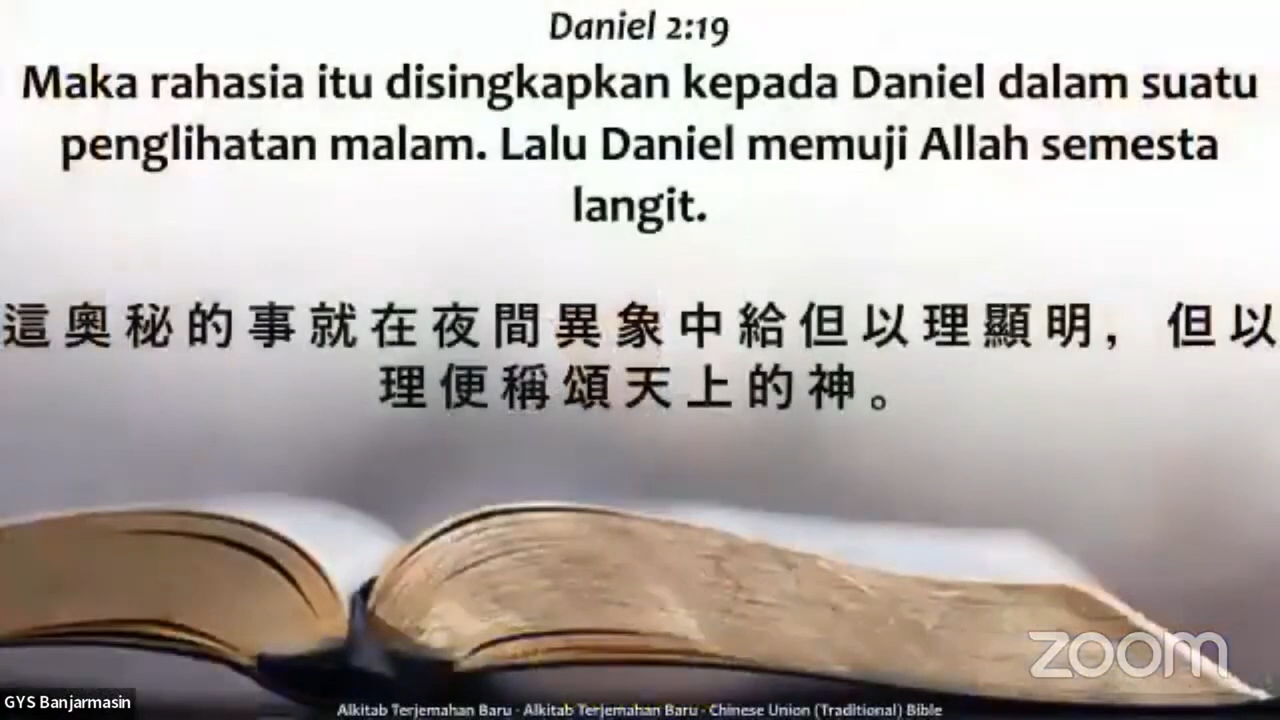 Daniel 2:19
Maka rahasia itu disingkapkan kepada Daniel dalam suatu
penglihatan malam. Lalu Daniel memuji Allah semesta
langit.
這奧秘的事就在夜間異象中給但以理顯明，但以
理便稱頌天上的神。
zoom
GYS Banjarmasin
Alkitab Terjemahan Baru - Alkitab Terjemahan Baru - Chinese Union (Traditional) Bible